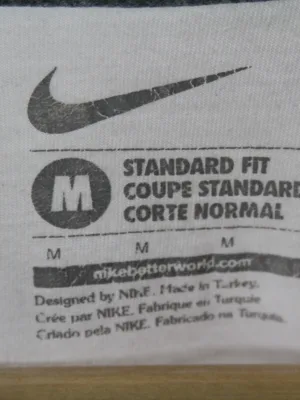 M
STANDARD FIT
COUPE STANDARD
CORTE NORMAL
M M M
nikebetterworld.com
Designed by NIKE. Made in Turkey.
Crée par NIKE. Fabrique en Turquie
Criado pela NIKE. Fabricado na Turquia.